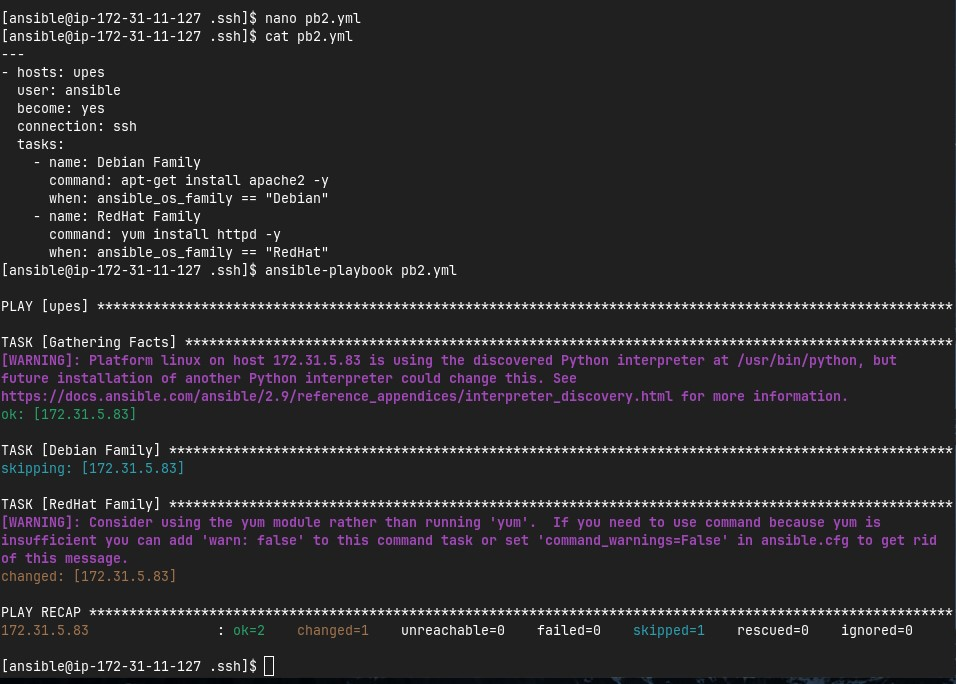 [ansible@ip-172-31-11-127 .ssh]$ nano pb2.yml
[ansible@ip-172-31-11-127 .ssh]$ cat pb2.yml
---
- hosts: upes
  user: ansible
  become: yes
  connection: ssh
  tasks:
    - name: Debian Family
      command: apt-get install apache2 -y
      when: ansible_os_family == "Debian"
    - name: RedHat Family
      command: yum install httpd -y
      when: ansible_os_family == "RedHat"
[ansible@ip-172-31-11-127 .ssh]$ ansible-playbook pb2.yml
PLAY [upes] ***********************************************************************************************************
TASK [Gathering Facts] ************************************************************************************************
[WARNING]: Platform linux on host 172.31.5.83 is using the discovered Python interpreter at /usr/bin/python, but
future installation of another Python interpreter could change this. See
https://docs.ansible.com/ansible/2.9/reference_appendices/interpreter_discovery.html for more information.
ok: [172.31.5.83]
TASK [Debian Family] **************************************************************************************************
skipping: [172.31.5.83]
TASK [RedHat Family] **************************************************************************************************
[WARNING]: Consider using the yum module rather than running 'yum'.  If you need to use command because yum is
insufficient you can add 'warn: false' to this command task or set 'command_warnings=False' in ansible.cfg to get rid
of this message.
changed: [172.31.5.83]
PLAY RECAP ************************************************************************************************************
172.31.5.83                : ok=2    changed=1    unreachable=0    failed=0    skipped=1    rescued=0    ignored=0
[ansible@ip-172-31-11-127 .ssh]$